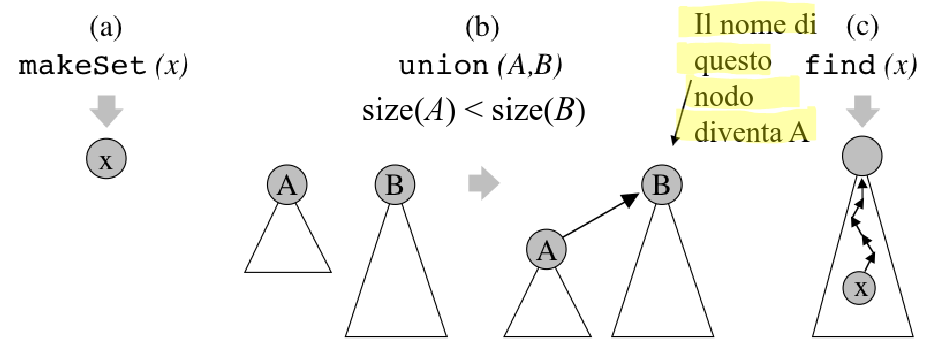 (a)
makeSet (x)
x
(b)
union (A,B)
size(A) < size(B)
A
B
A
B
Il nome di
questo
nodo
diventa A
(c)
find (x)
x